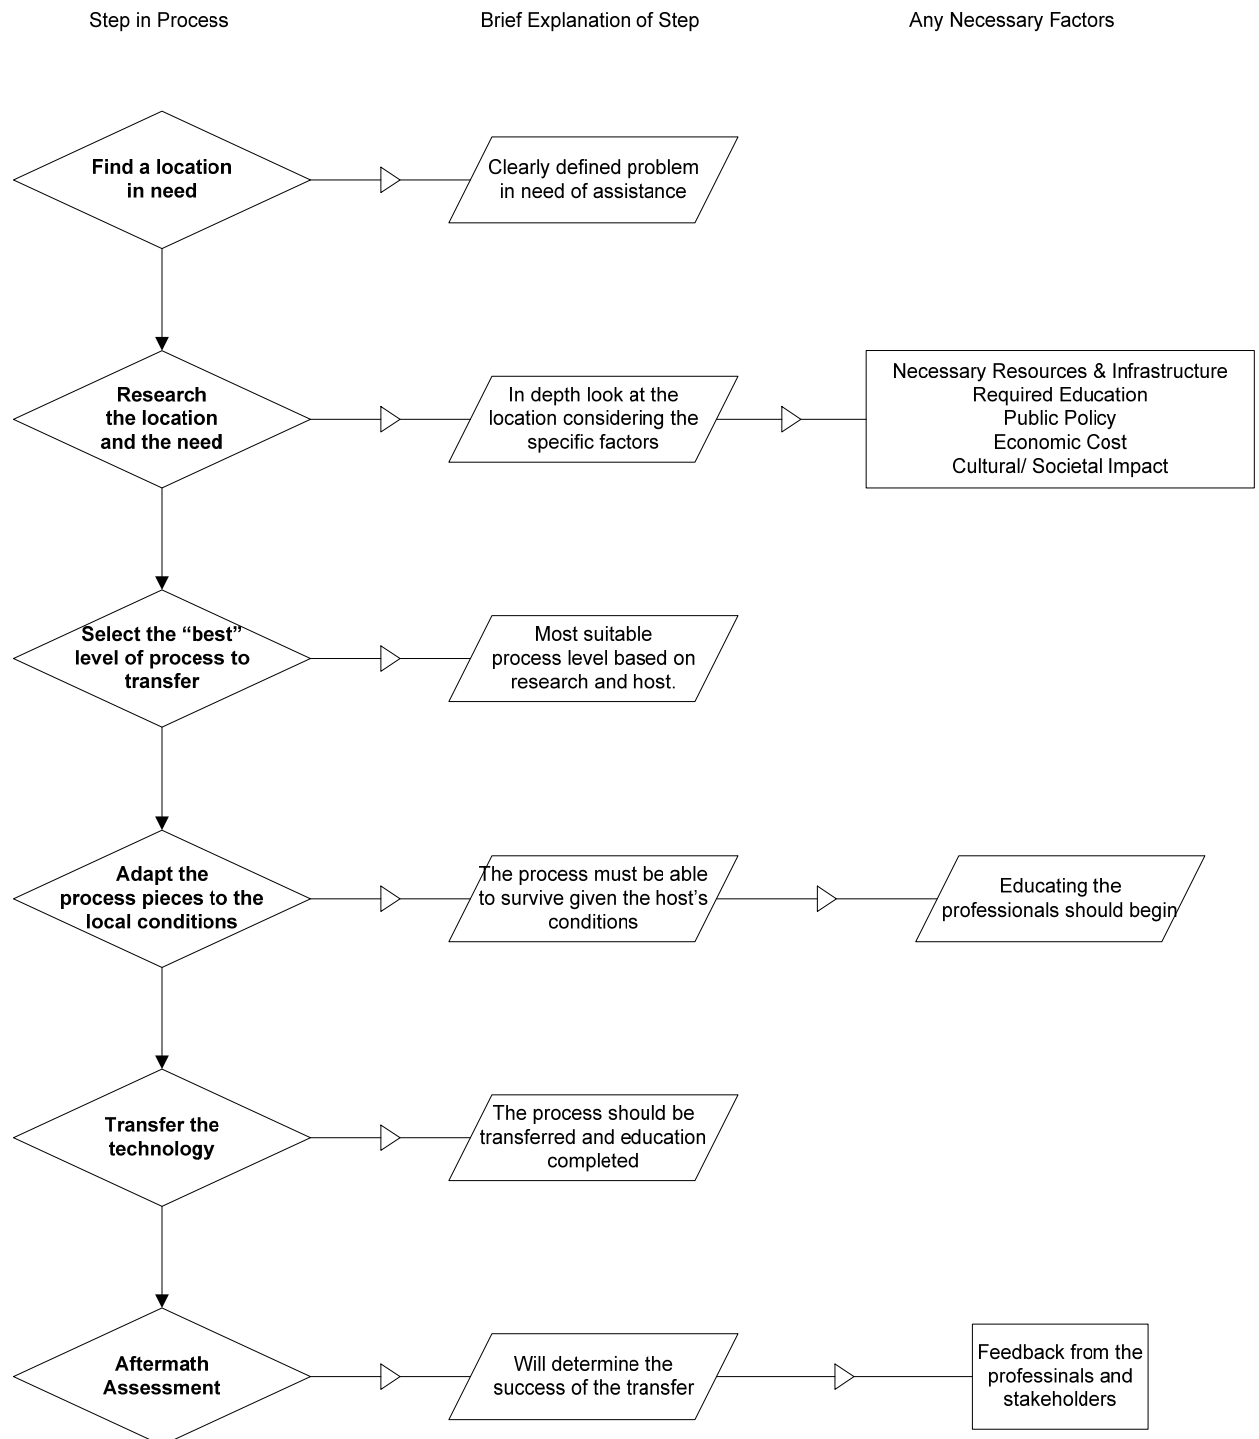 Step in Process
Brief Explanation of Step
Any Necessary Factors
Find a location
in need
Clearly defined problem
in need of assistance
Research
the location
and the need
In depth look at the
location considering the
specific factors
Necessary Resources & Infrastructure
Required Education
Public Policy
Economic Cost
Cultural/ Societal Impact
Select the “best”
level of process to
transfer
Most suitable
process level based on
research and host.
Adapt the
process pieces to the
local conditions
The process must be able
to survive given the host’s
conditions
Educating the
professionals should begin
Transfer the
technology
The process should be
transferred and education
completed
Aftermath
Assessment
Will determine the
success of the transfer
Feedback from the
professinals and
stakeholders